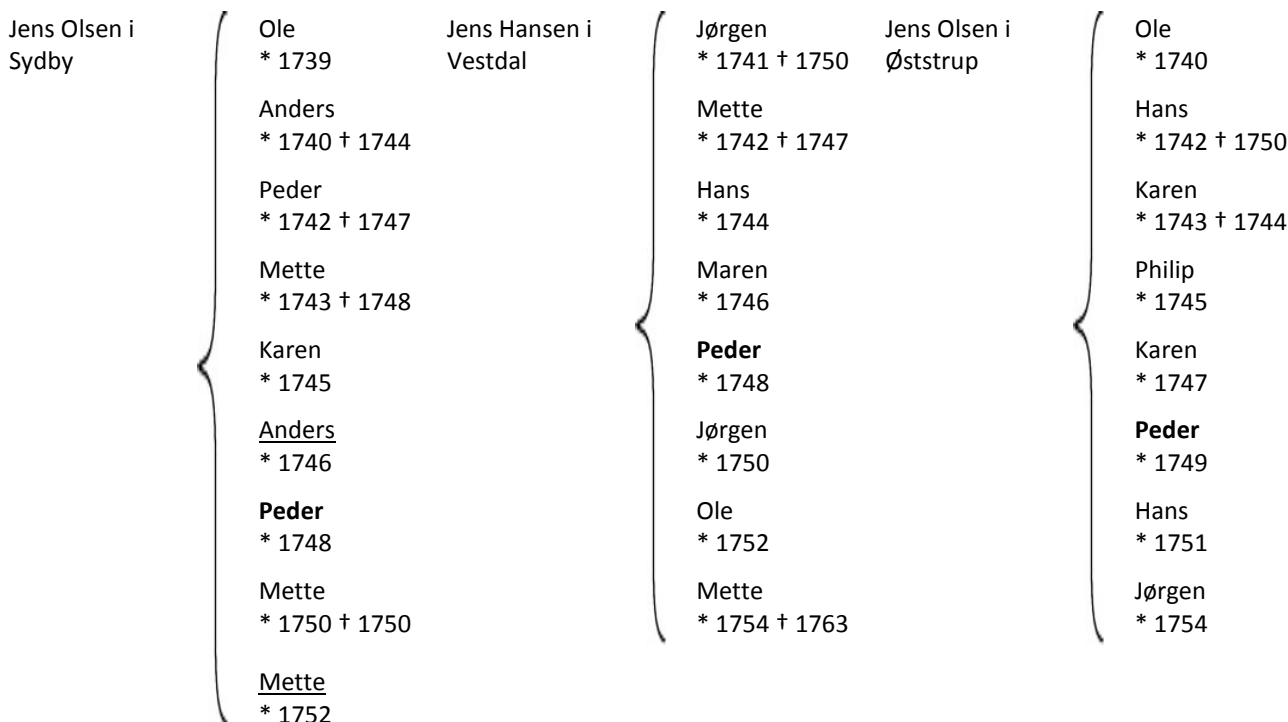 Jens Olsen i
Sydby
Ole
* 1739
Anders
* 1740 † 1744
Peder
* 1742 † 1747
Mette
* 1743 † 1748
Karen
* 1745
Anders
* 1746
Peder
* 1748
Mette
* 1750 † 1750
Mette
* 1752
Jens Hansen i
Vestdal
Jørgen
* 1741 † 1750
Mette
* 1742 † 1747
Hans
* 1744
Maren
* 1746
Peder
* 1748
Jørgen
* 1750
Ole
* 1752
Mette
* 1754 † 1763
Jens Olsen i
Øststrup
Ole
* 1740
Hans
* 1742 † 1750
Karen
* 1743 † 1744
Philip
* 1745
Karen
* 1747
Peder
* 1749
Hans
* 1751
Jørgen
* 1754